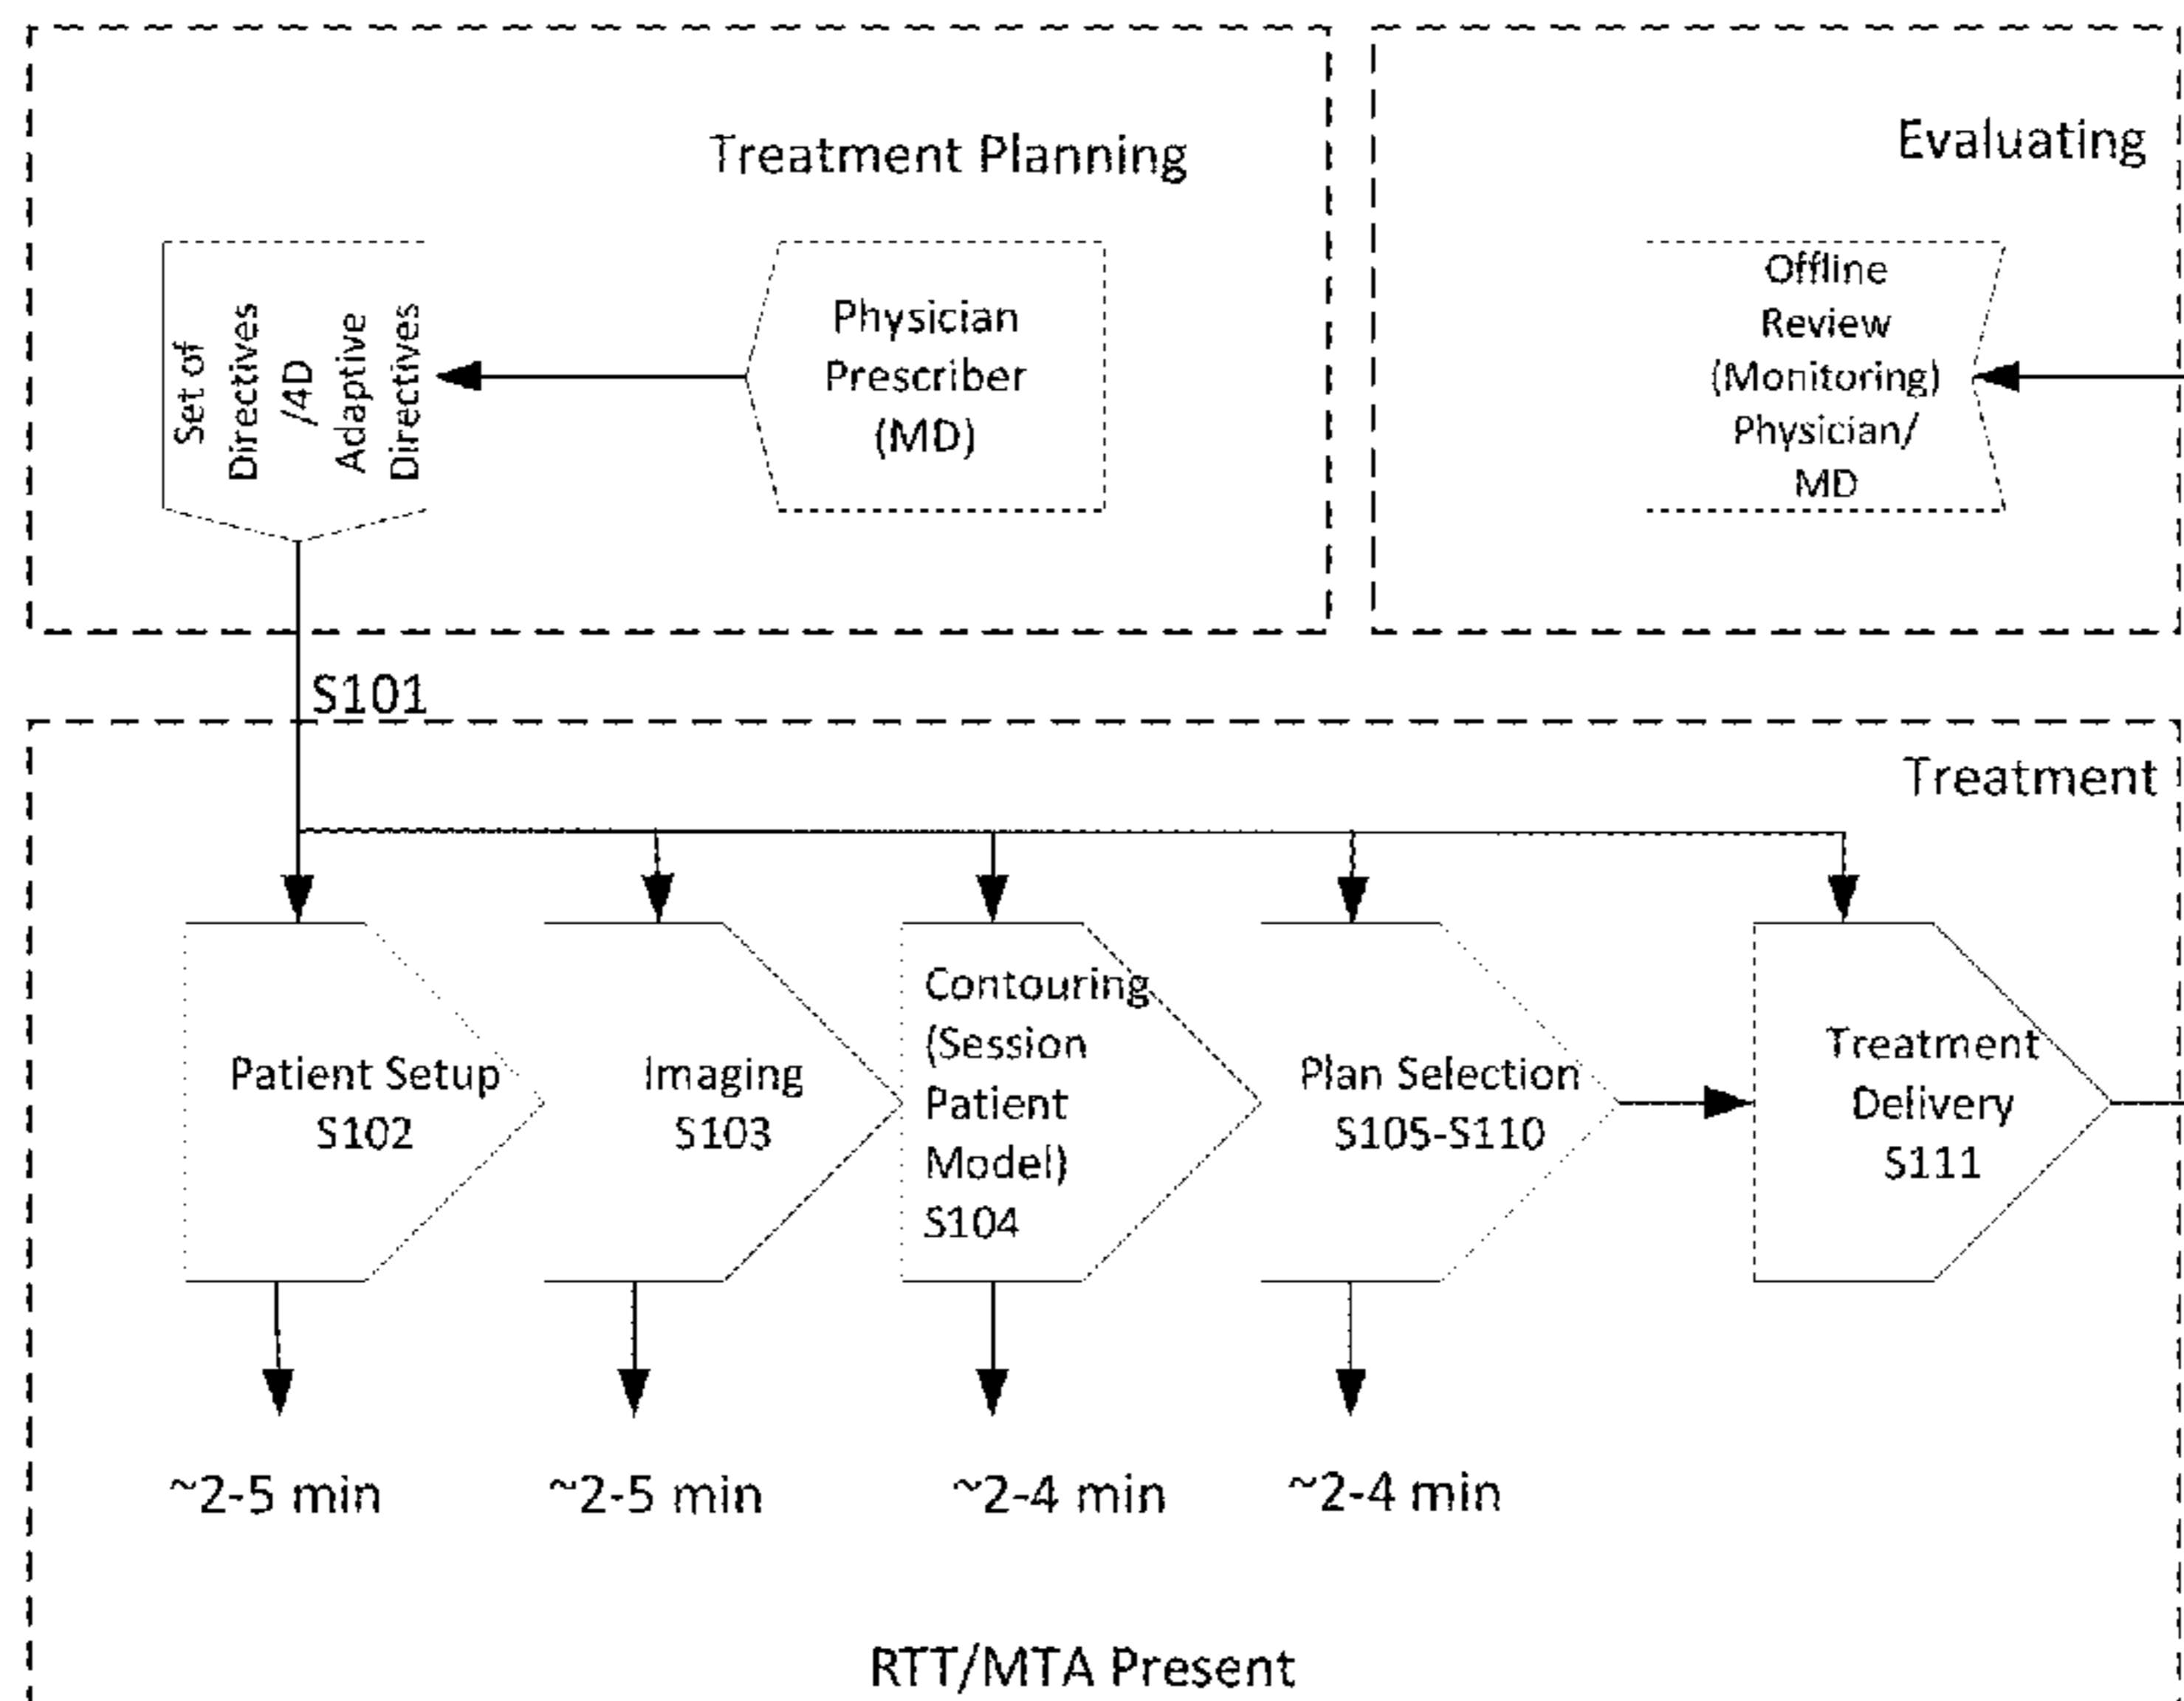 Treatment Planning
Set of
Directives
/4D
Adaptive
Directives
Physician
Prescriber
(MD)
Evaluating
Offline
Review
(Monitoring)
Physician/
MD
S101
Treatment
Patient Setup
S102
Imaging
S103
Contouring
(Session
Patient
Model)
S104
Plan Selection
S105-S110
Treatment
Delivery
S111
~2-5 min
~2-5 min
~2-4 min
~2-4 min
RTT/MTA Present